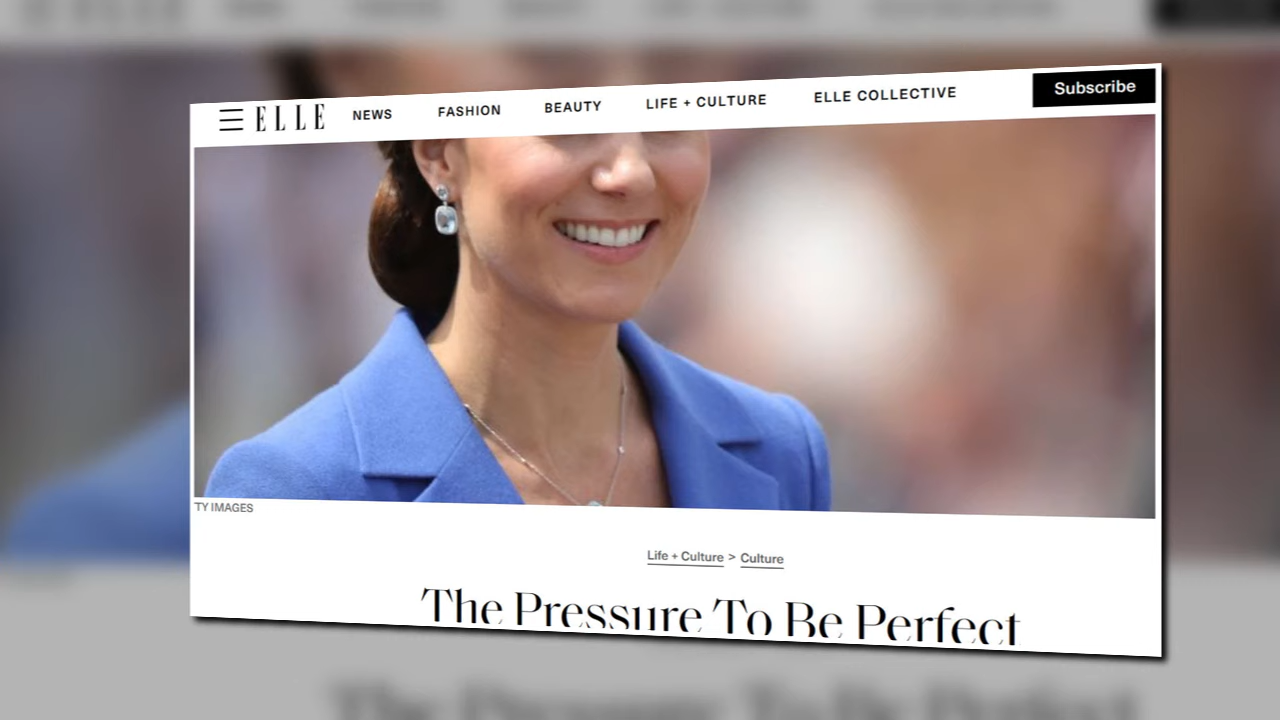 ELLE NEWS FASHION BEAUTY LIFE + CULTURE ELLE COLLECTIVE Subscribe
TY IMAGES
Life + Culture > Culture
The Pressure To Be Perfect